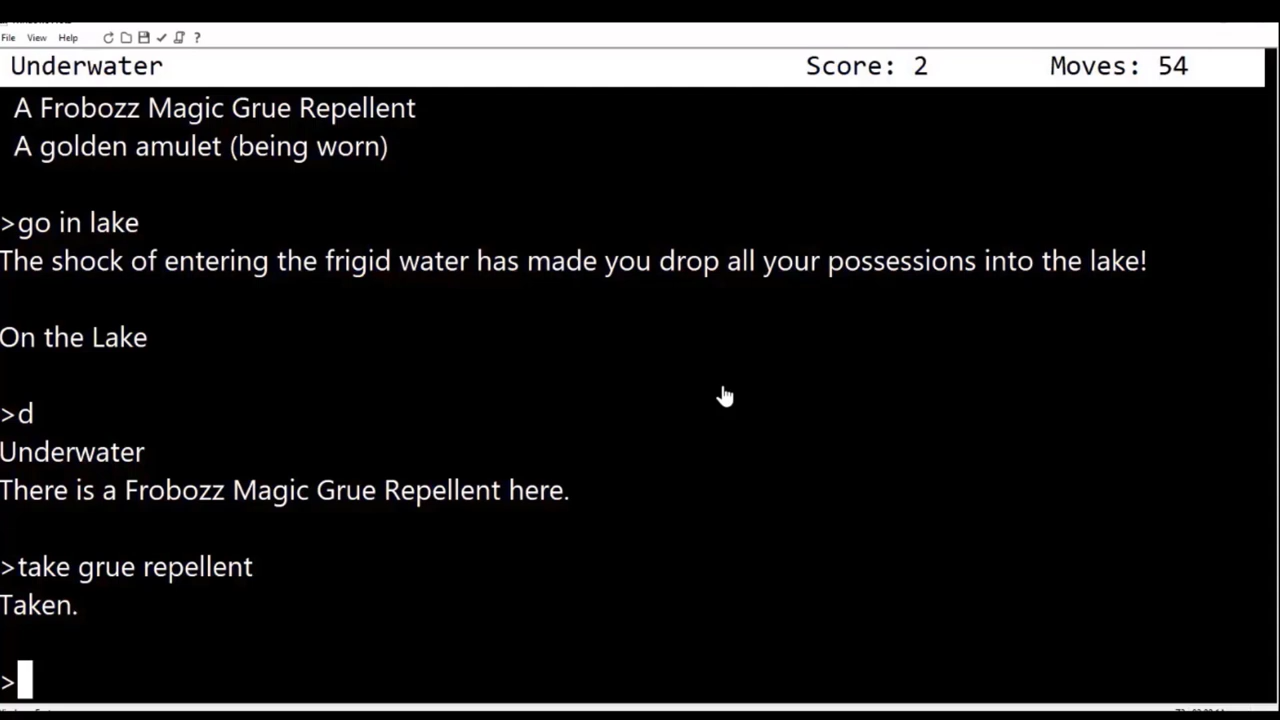 File View Help ?
Underwater Score: 2 Moves: 54
A Frobozz Magic Grue Repellent
A golden amulet (being worn)
>go in lake
The shock of entering the frigid water has made you drop all your possessions into the lake!
On the Lake
>d
Underwater
There is a Frobozz Magic Grue Repellent here.
>take grue repellent
Taken.
>